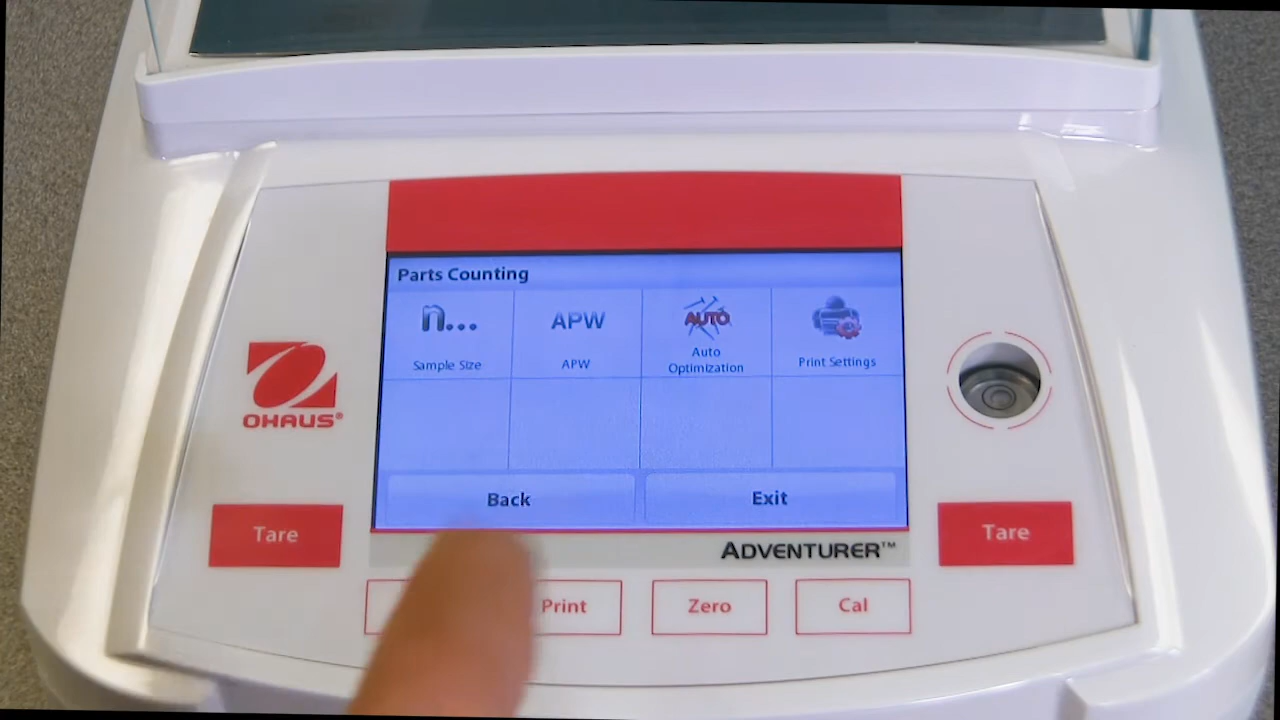 Parts Counting
n...
APW
AUTO
Sample Size
APW
Auto
Optimization
Print Settings
Back
Exit
OHAUS®
Tare
Tare
ADVENTURER™
Print
Zero
Cal